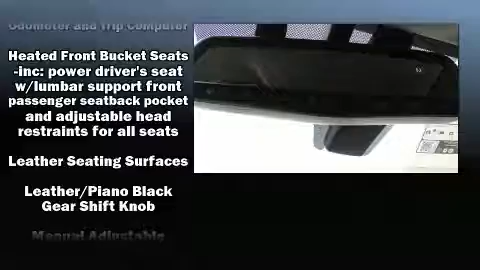 Odometer and Trip Computer
Heated Front Bucket Seats
-inc: power driver's seat
w/lumbar support front
passenger seatback pocket
and adjustable head
restraints for all seats
Leather Seating Surfaces
Leather/Piano Black
Gear Shift Knob
Manual Adjustable